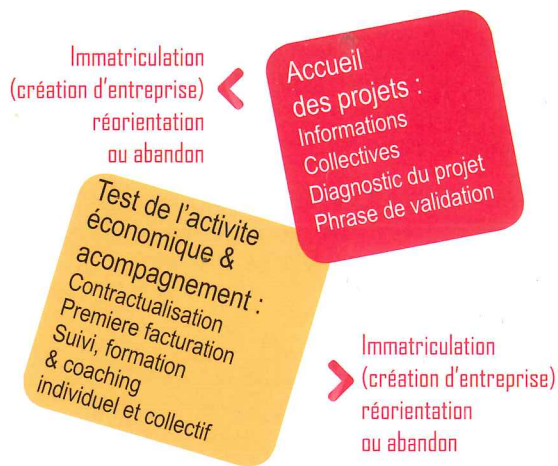 Immatriculation
(création d'entreprise)
réorientation
ou abandon
Accueil
des projets :
Informations
Collectives
Diagnostic du projet
Phrase de validation
Test de l'activite
économique &
acompagnement :
Contractualisation
Premiere facturation
Suivi, formation
& coaching
individuel et collectif
Immatriculation
(création d'entreprise)
réorientation
ou abandon